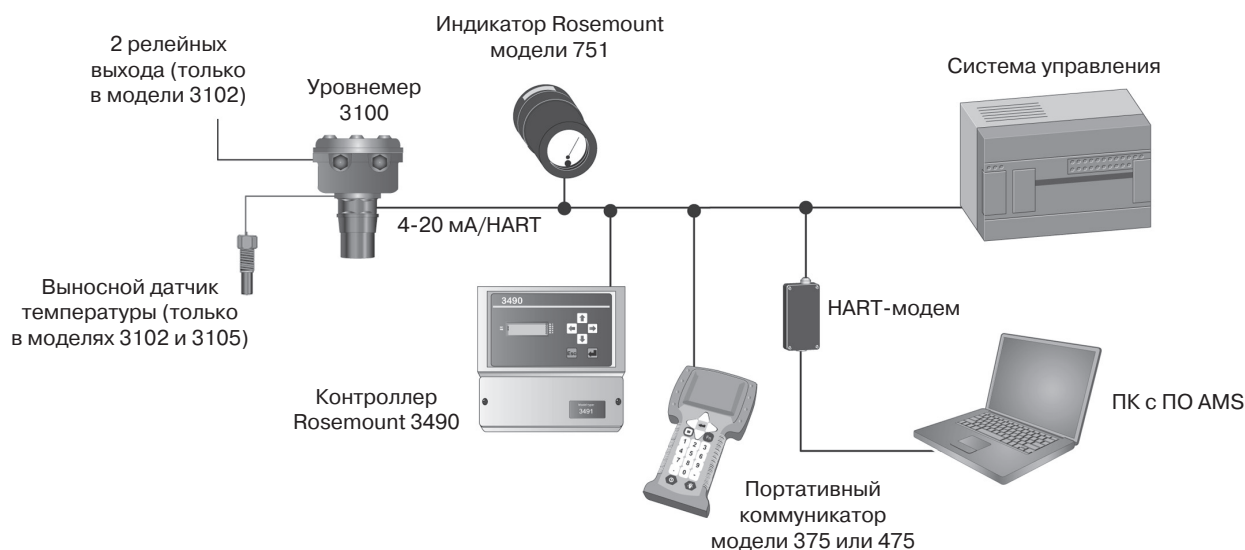 Индикатор Rosemount
модели 751
2 релейных
выхода (только
в модели 3102)
Уровнемер
3100
Система управления
4-20 мА/HART
Выносной датчик
температуры (только
в моделях 3102 и 3105)
3490
HART-модем
Контроллер
Rosemount 3490
3491
ПК с ПО AMS
Портативный
коммуникатор
модели 375 или 475